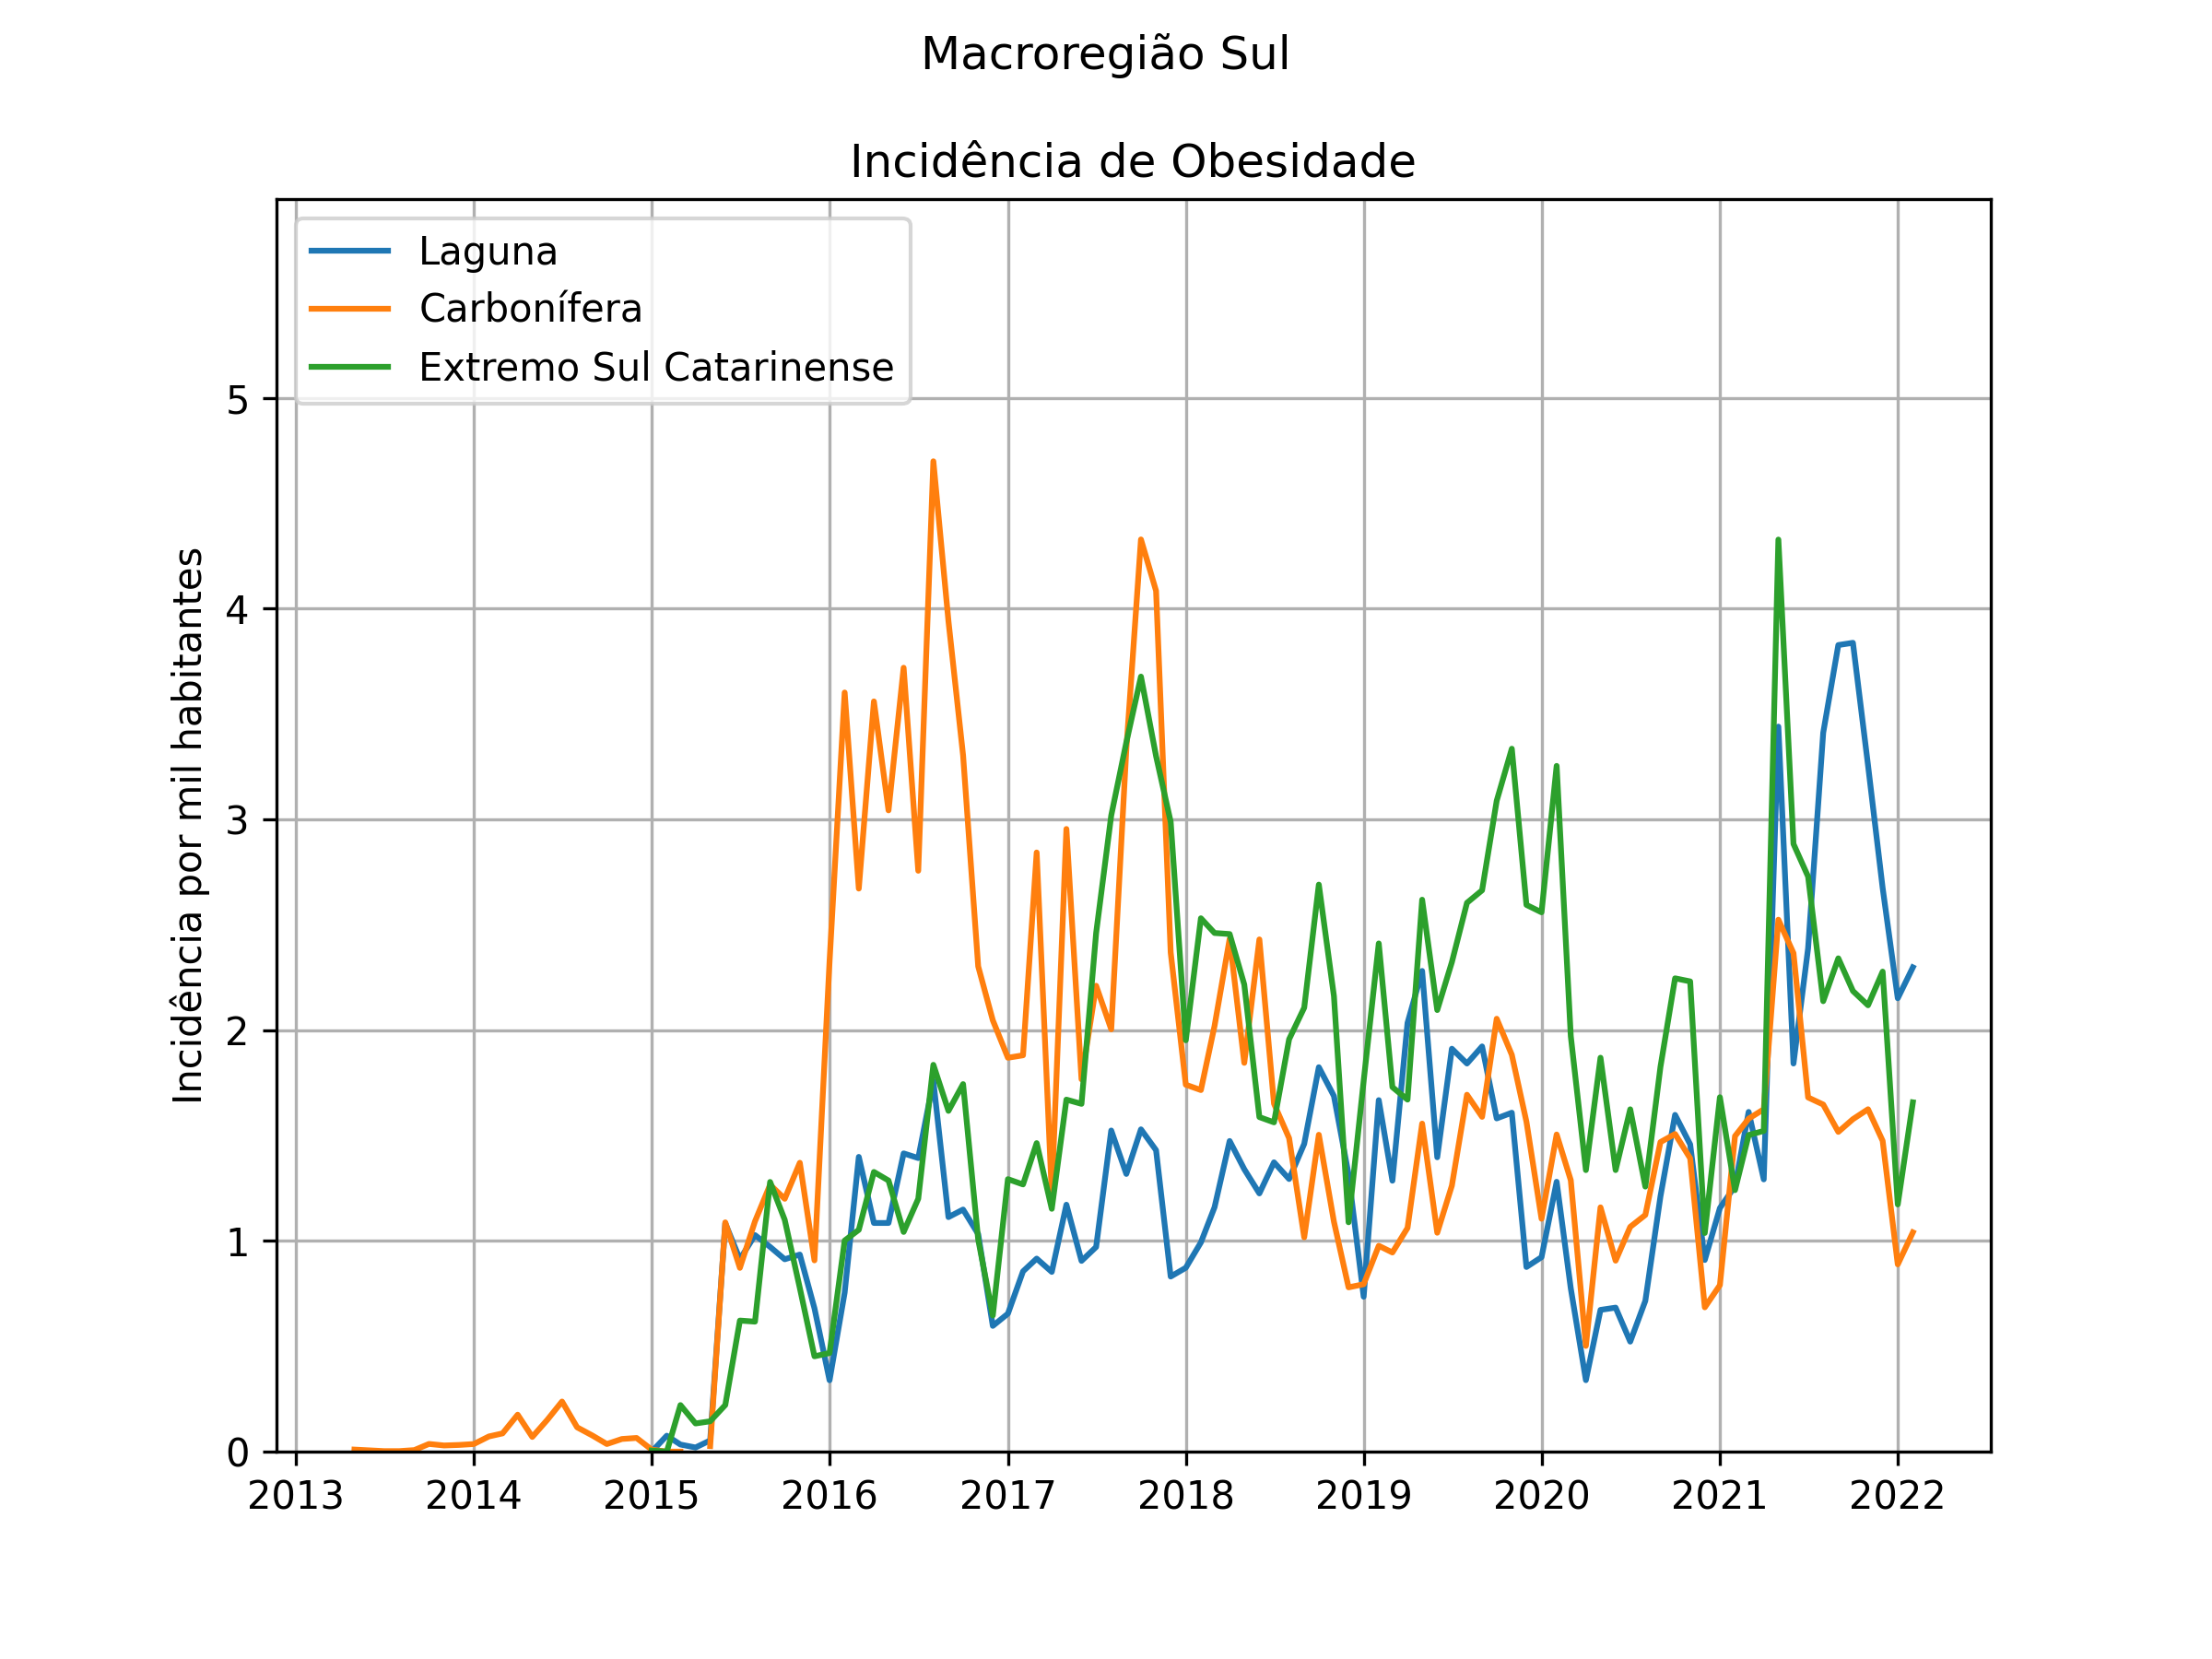 Macroregião Sul
Incidência de Obesidade
Laguna
Carbonífera
Extremo Sul Catarinense
Incidência por mil habitantes
5
4
3
2
1
0
2013 2014 2015 2016 2017 2018 2019 2020 2021 2022